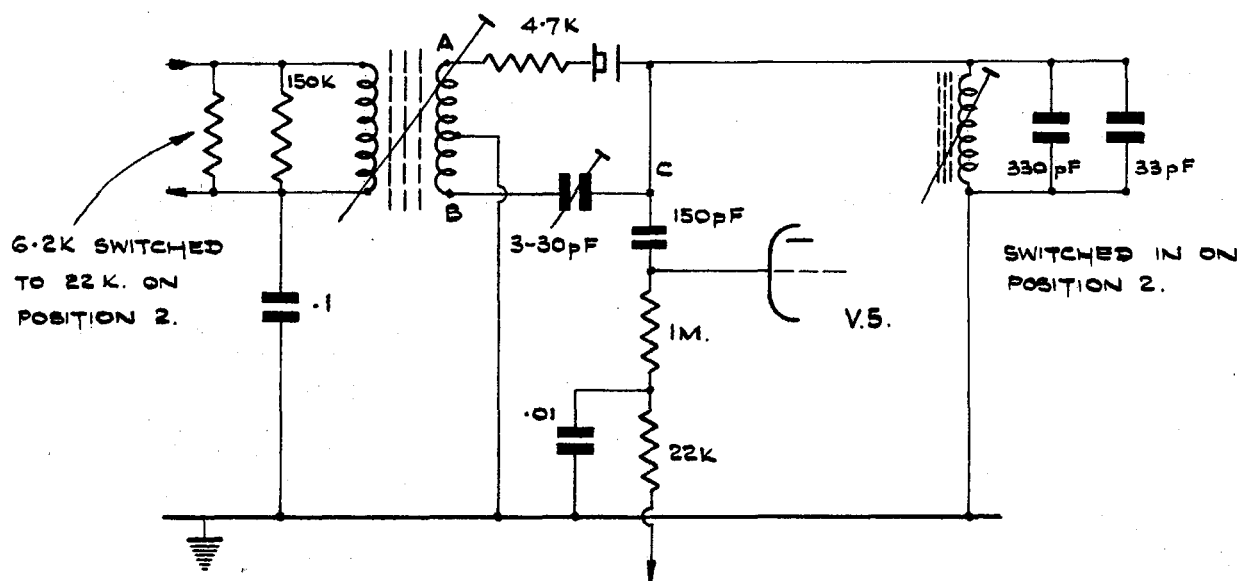 4.7K
A
150K
C
B
150pF
330pF
33pF
3-30pF
6.2K SWITCHED
TO 22 K. ON
POSITION 2.
SWITCHED IN ON
POSITION 2.
.1
V.5.
1M.
.01
22K